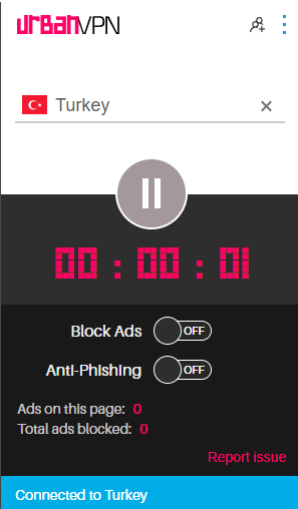 urbanVPN
Turkey
00 : 00 : 01
Block Ads OFF
Anti-Phishing OFF
Ads on this page: 0
Total ads blocked: 0
Report issue
Connected to Turkey